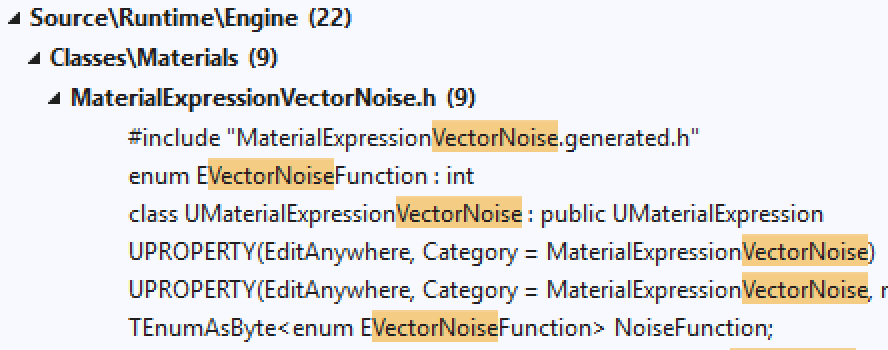 Source\Runtime\Engine (22)
Classes\Materials (9)
MaterialExpressionVectorNoise.h (9)
#include "MaterialExpressionVectorNoise.generated.h"
enum EVectorNoiseFunction : int
class UMaterialExpressionVectorNoise : public UMaterialExpression
UPROPERTY(EditAnywhere, Category = MaterialExpressionVectorNoise)
UPROPERTY(EditAnywhere, Category = MaterialExpressionVectorNoise,
TEnumAsByte<enum EVectorNoiseFunction> NoiseFunction;